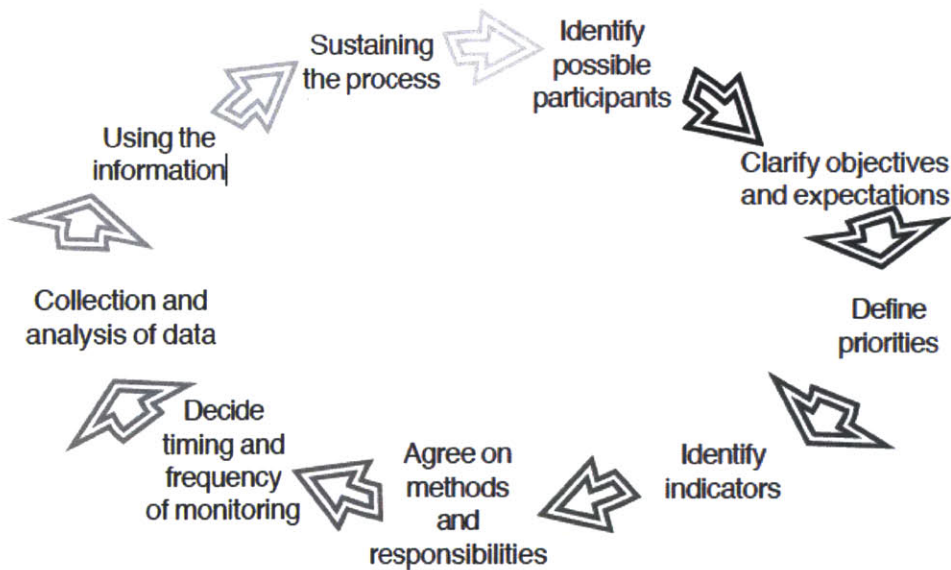 Identify
possible
participants
Clarify objectives
and expectations
Define
priorities
Identify
indicators
Agree on
methods
and
responsibilities
Decide
timing and
frequency
of monitoring
Collection and
analysis of data
Using the
information
Sustaining
the process